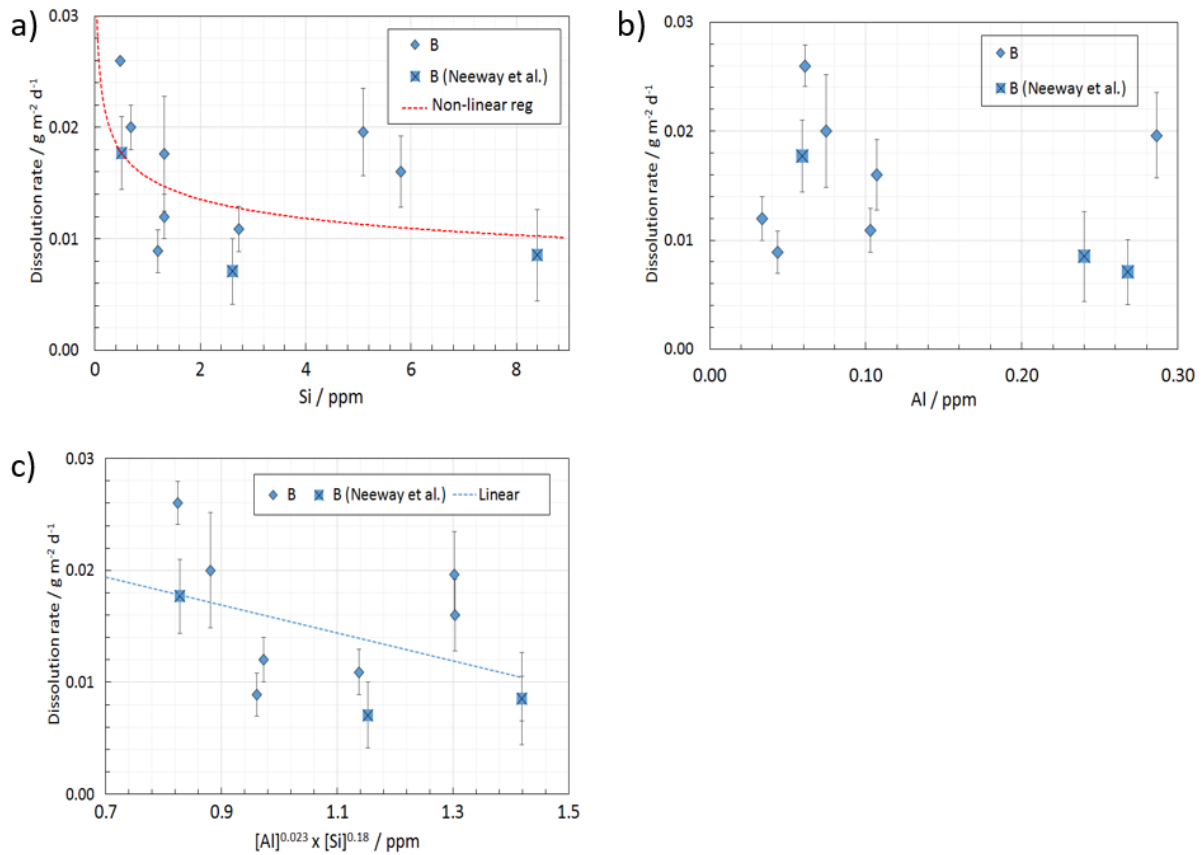 a)
0.03
0.02
0.01
0.00
Dissolution rate / g m⁻² d⁻¹
B
B (Neeway et al.)
Non-linear reg
0 2 4 6 8
Si / ppm
b)
0.03
0.02
0.01
0.00
Dissolution rate / g m⁻² d⁻¹
B
B (Neeway et al.)
0.00 0.10 0.20 0.30
Al / ppm
c)
0.03
0.02
0.01
0.00
Dissolution rate / g m⁻² d⁻¹
B B (Neeway et al.) Linear
0.7 0.9 1.1 1.3 1.5
[Al]⁰·⁰²³ x [Si]⁰·¹⁸ / ppm